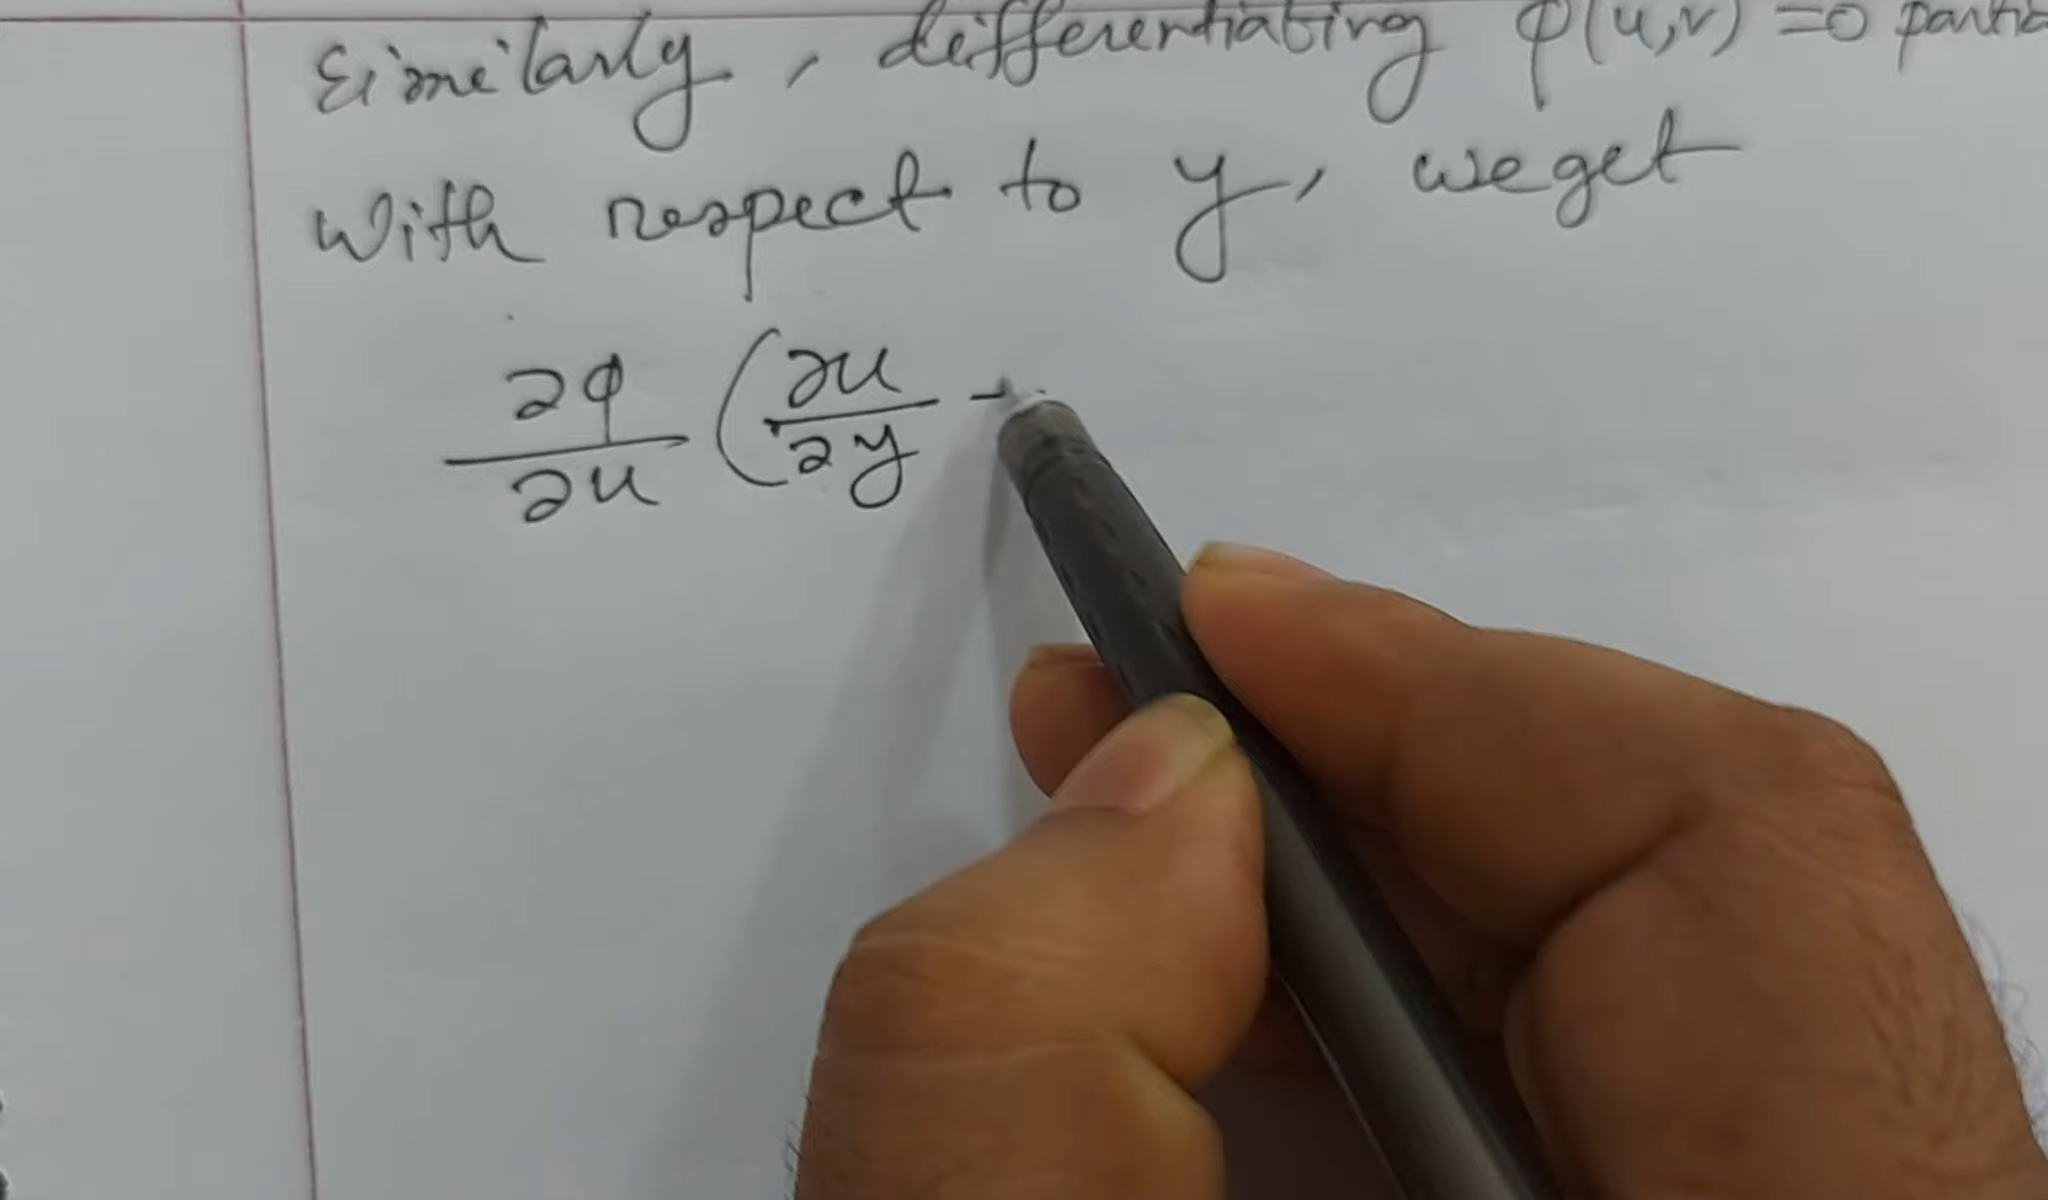 Similarly, differentiating φ(u,v) =0 partia
With respect to y, we get
∂φ/∂u (∂u/∂y +